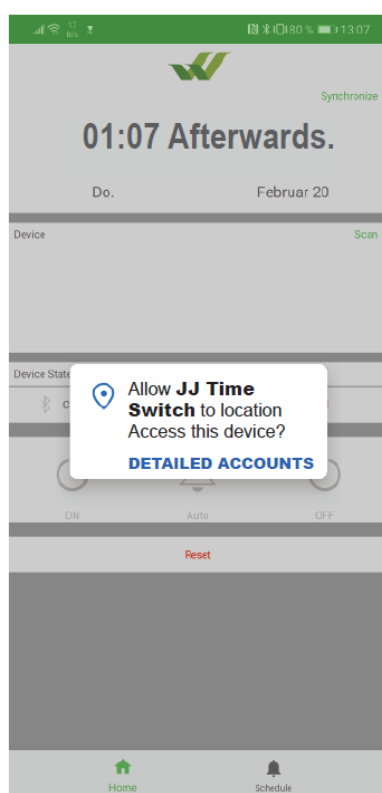 17
B/s
80 % 13:07
Synchronize
01:07 Afterwards.
Do. Februar 20
Device Scan
Device State
Allow JJ Time
Switch to location
Access this device?
DETAILED ACCOUNTS
ON Auto OFF
Reset
Home Schedule